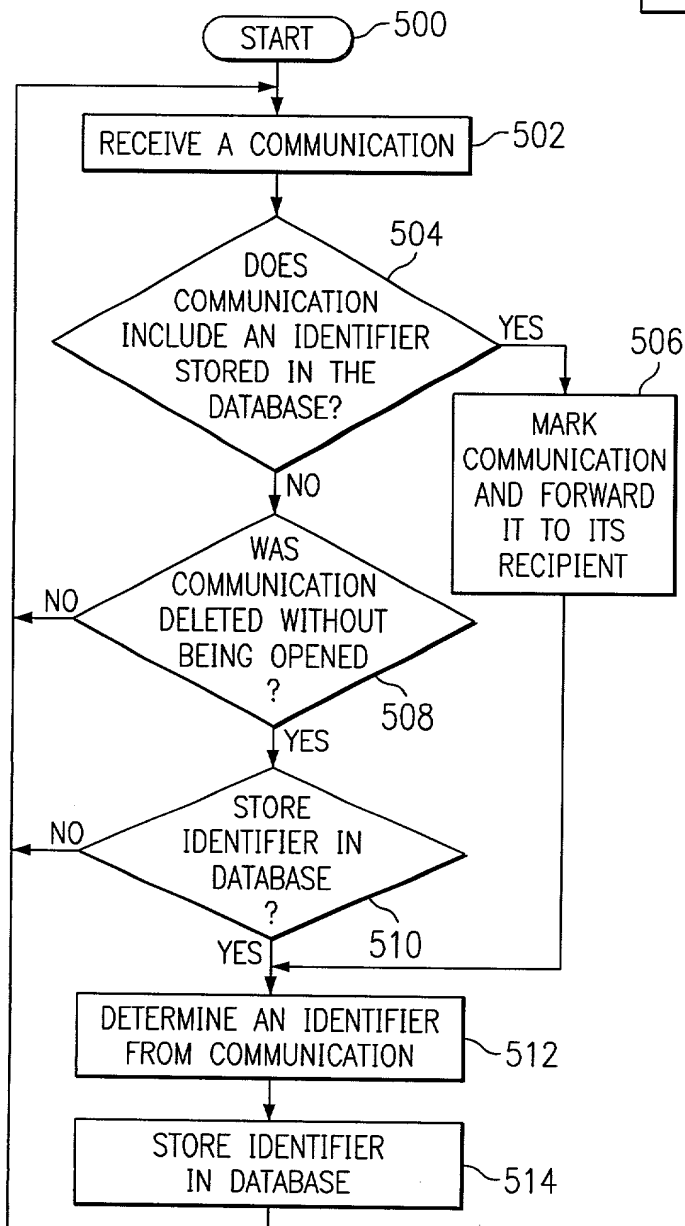 START
500
RECEIVE A COMMUNICATION
502
504
DOES
COMMUNICATION
INCLUDE AN IDENTIFIER
STORED IN THE
DATABASE?
YES
506
MARK
COMMUNICATION
AND FORWARD
IT TO ITS
RECIPIENT
NO
WAS
COMMUNICATION
DELETED WITHOUT
BEING OPENED
?
NO
508
YES
STORE
IDENTIFIER IN
DATABASE
?
NO
510
YES
DETERMINE AN IDENTIFIER
FROM COMMUNICATION
512
STORE IDENTIFIER
IN DATABASE
514